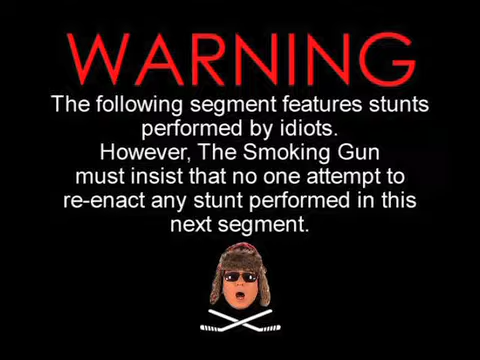 WARNING
The following segment features stunts
performed by idiots.
However, The Smoking Gun
must insist that no one attempt to
re-enact any stunt performed in this
next segment.